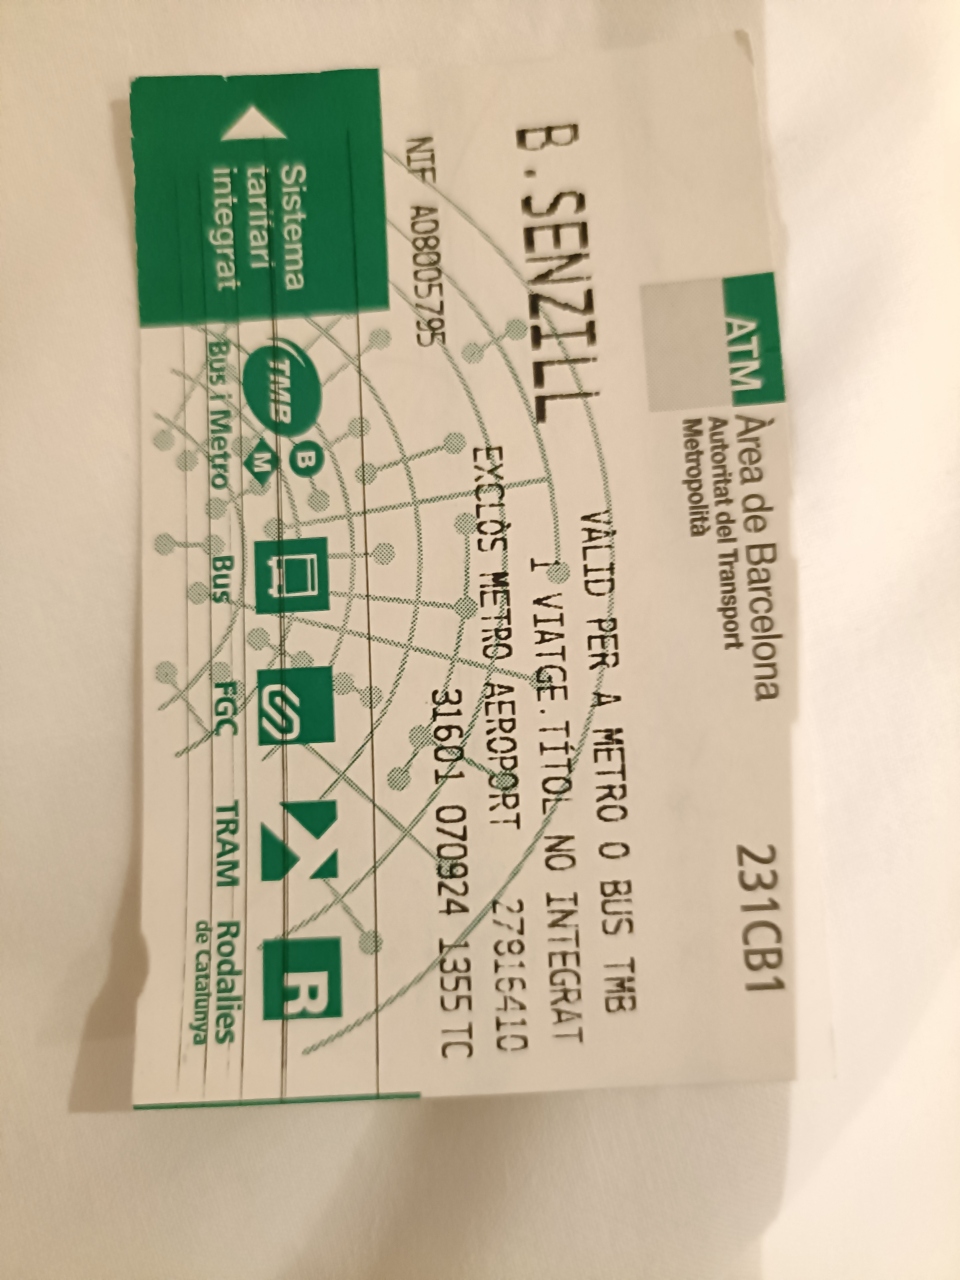 ATM
Àrea de Barcelona
Autoritat del Transport
Metropolità
231CB1
B.SENZILL
VÀLID PER A METRO O BUS TMB
1 VIATGE.TÍTOL NO INTEGRAT
EXCLÒS METRO AEROPORT 27816410
NIF A08005795
31601 070924 1355 TC
Sistema
tarifari
integrat
TMB
B
M
R
Bus i Metro
Bus
FGC
TRAM
Rodalies
de Catalunya